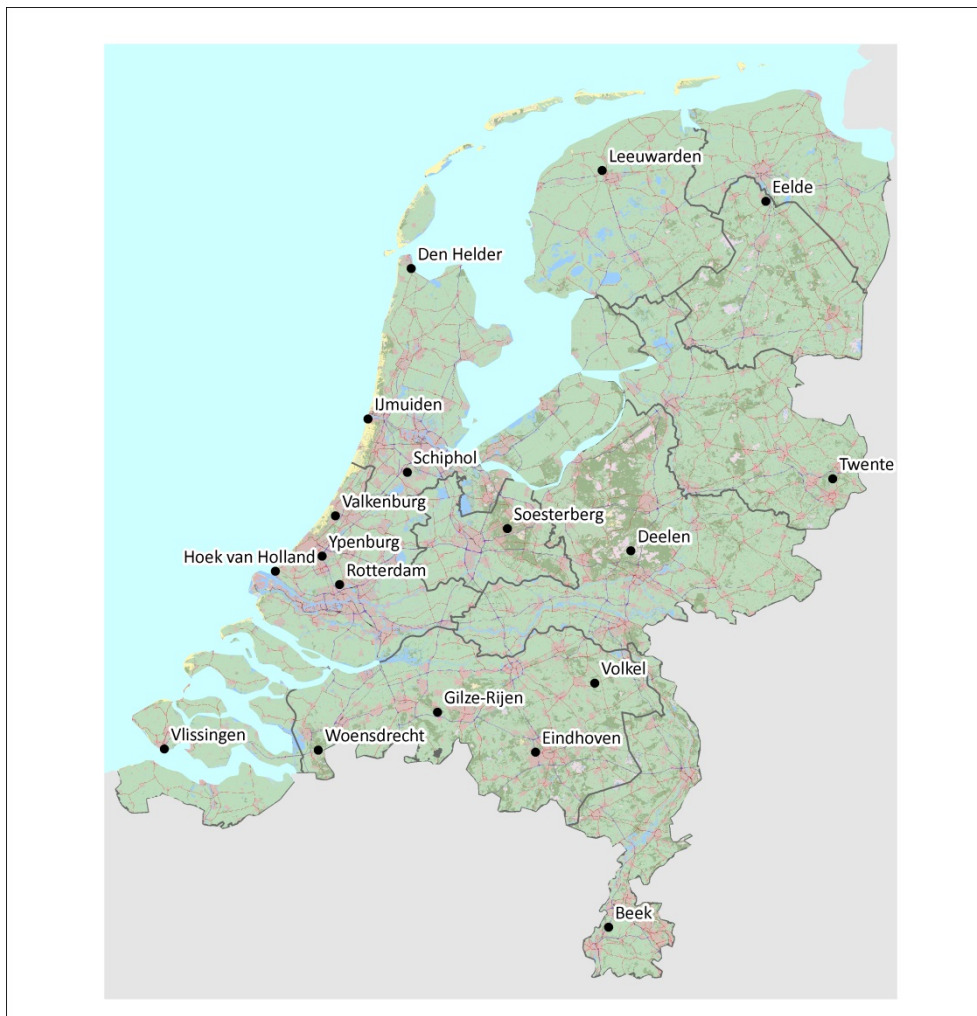 Leeuwarden
Eelde
Den Helder
IJmuiden
Schiphol
Twente
Valkenburg
Soesterberg
Ypenburg
Deelen
Hoek van Holland
Rotterdam
Volkel
Gilze-Rijen
Vlissingen
Woensdrecht
Eindhoven
Beek